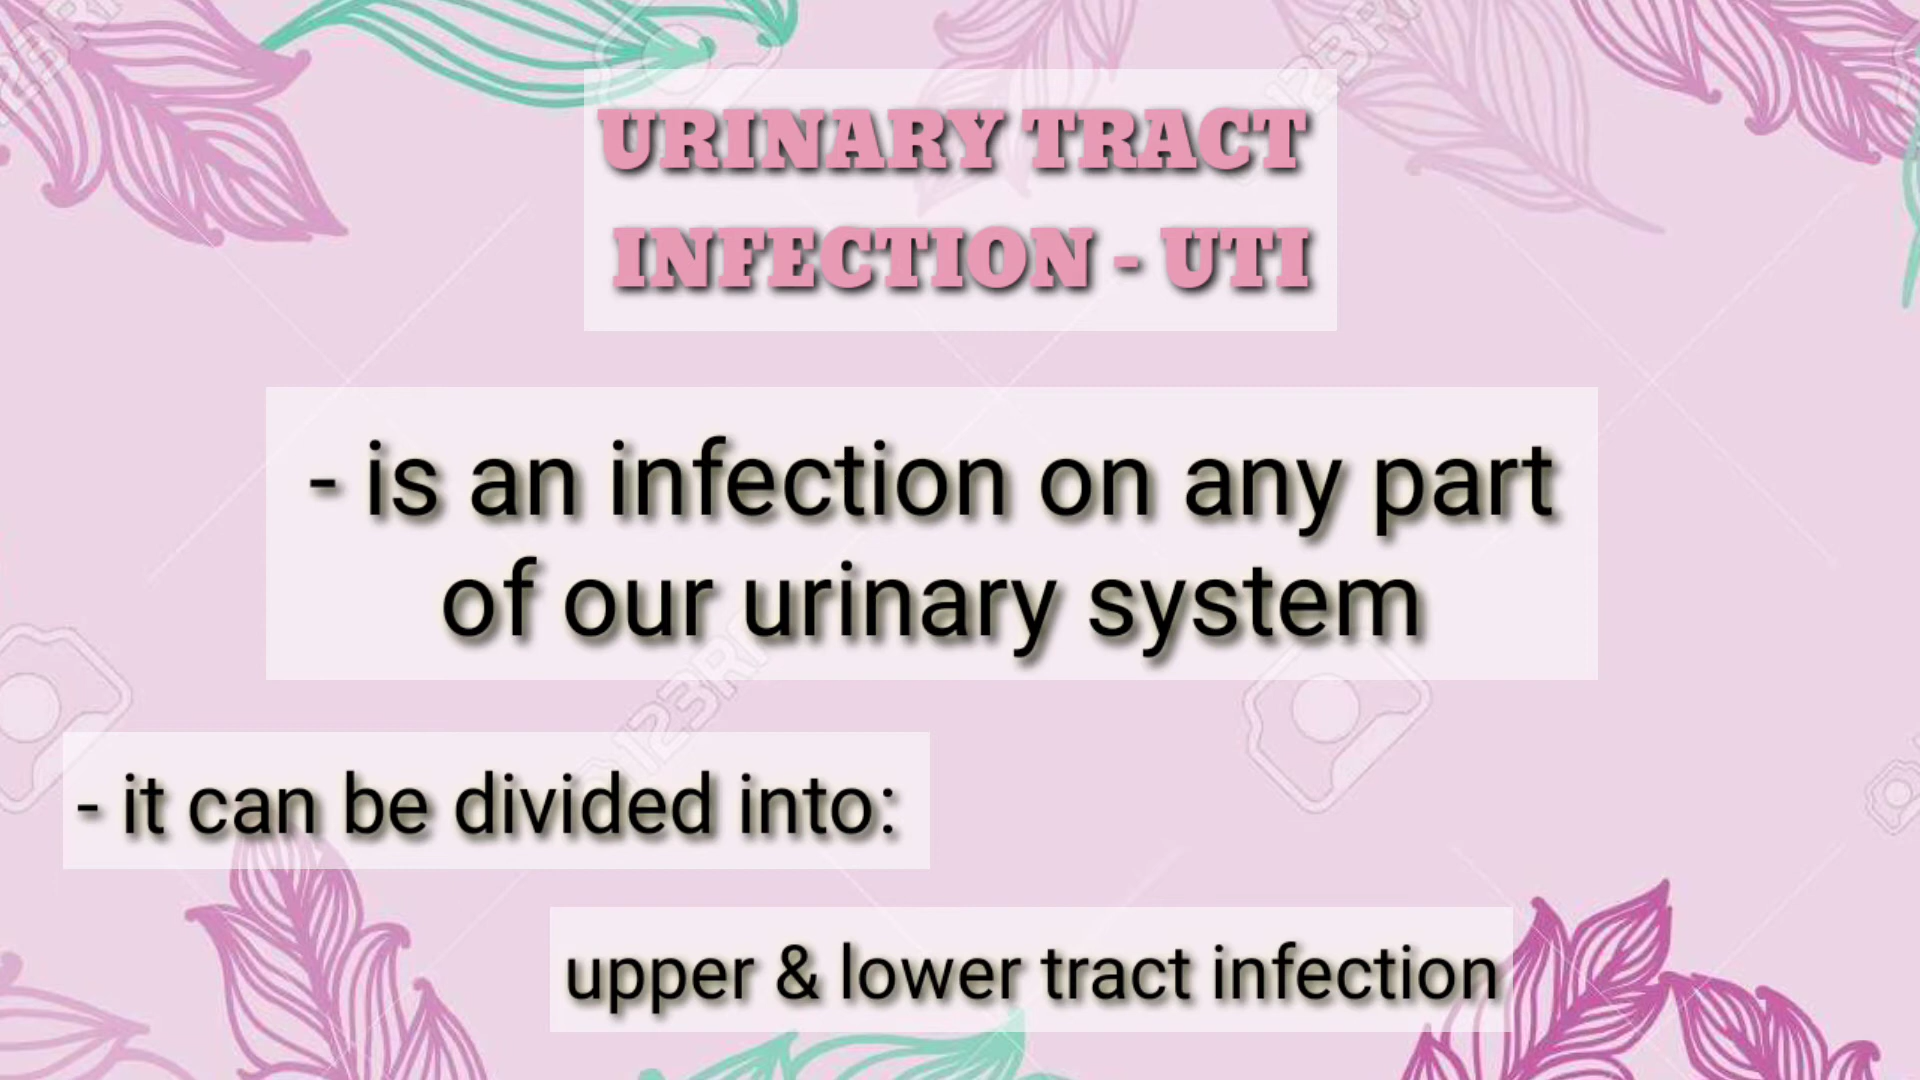 URINARY TRACT
INFECTION - UTI
- is an infection on any part
of our urinary system
- it can be divided into:
upper & lower tract infection